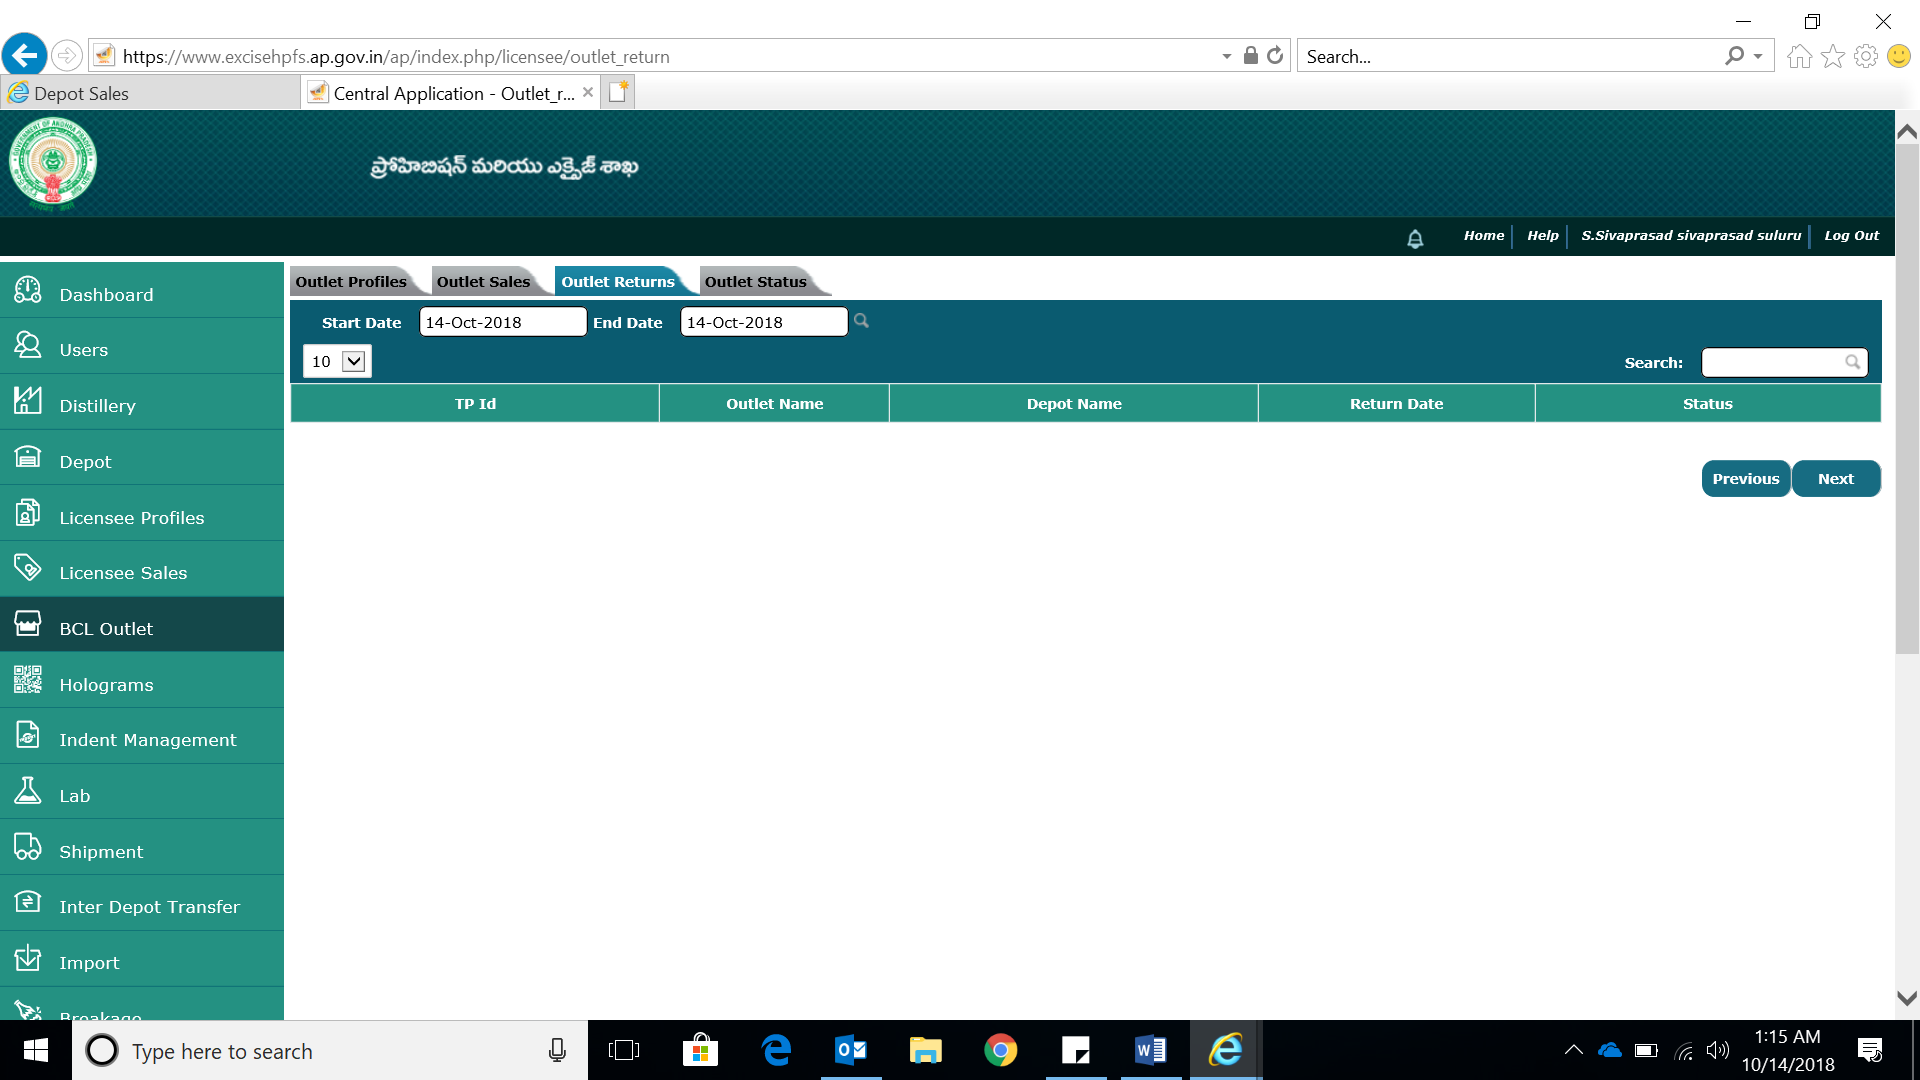 https://www.excisehpfs.ap.gov.in/ap/index.php/licensee/outlet_return
Search...
Depot Sales
Central Application - Outlet_r...
ప్రోహిబిషన్ మరియు ఎక్సైజ్ శాఖ
Home Help S.Sivaprasad sivaprasad suluru Log Out
Dashboard
Users
Distillery
Depot
Licensee Profiles
Licensee Sales
BCL Outlet
Holograms
Indent Management
Lab
Shipment
Inter Depot Transfer
Import
Breakage
Outlet Profiles Outlet Sales Outlet Returns Outlet Status
Start Date 14-Oct-2018 End Date 14-Oct-2018
10 Search:
TP Id Outlet Name Depot Name Return Date Status
Previous Next
Type here to search
1:15 AM
10/14/2018